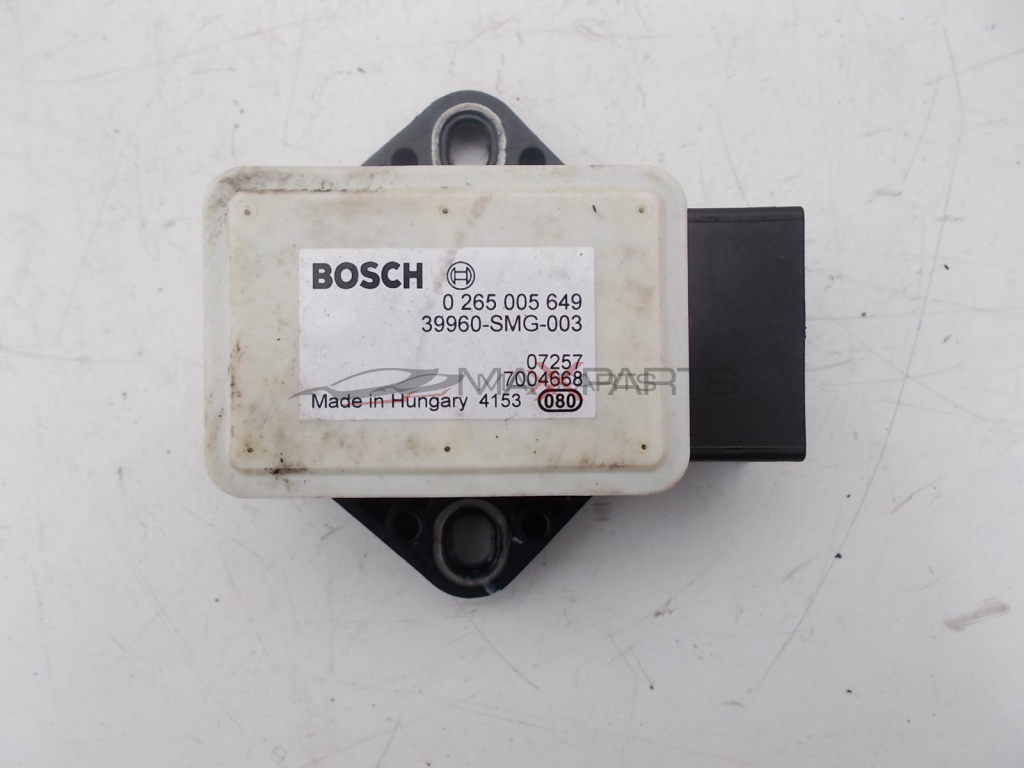 BOSCH
0 265 005 649
39960-SMG-003
07257
7004668
Made in Hungary 4153 080